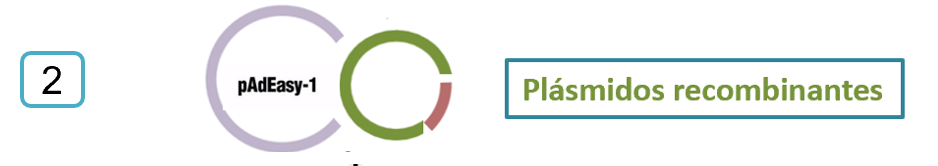 2
pAdEasy-1
Plásmidos recombinantes